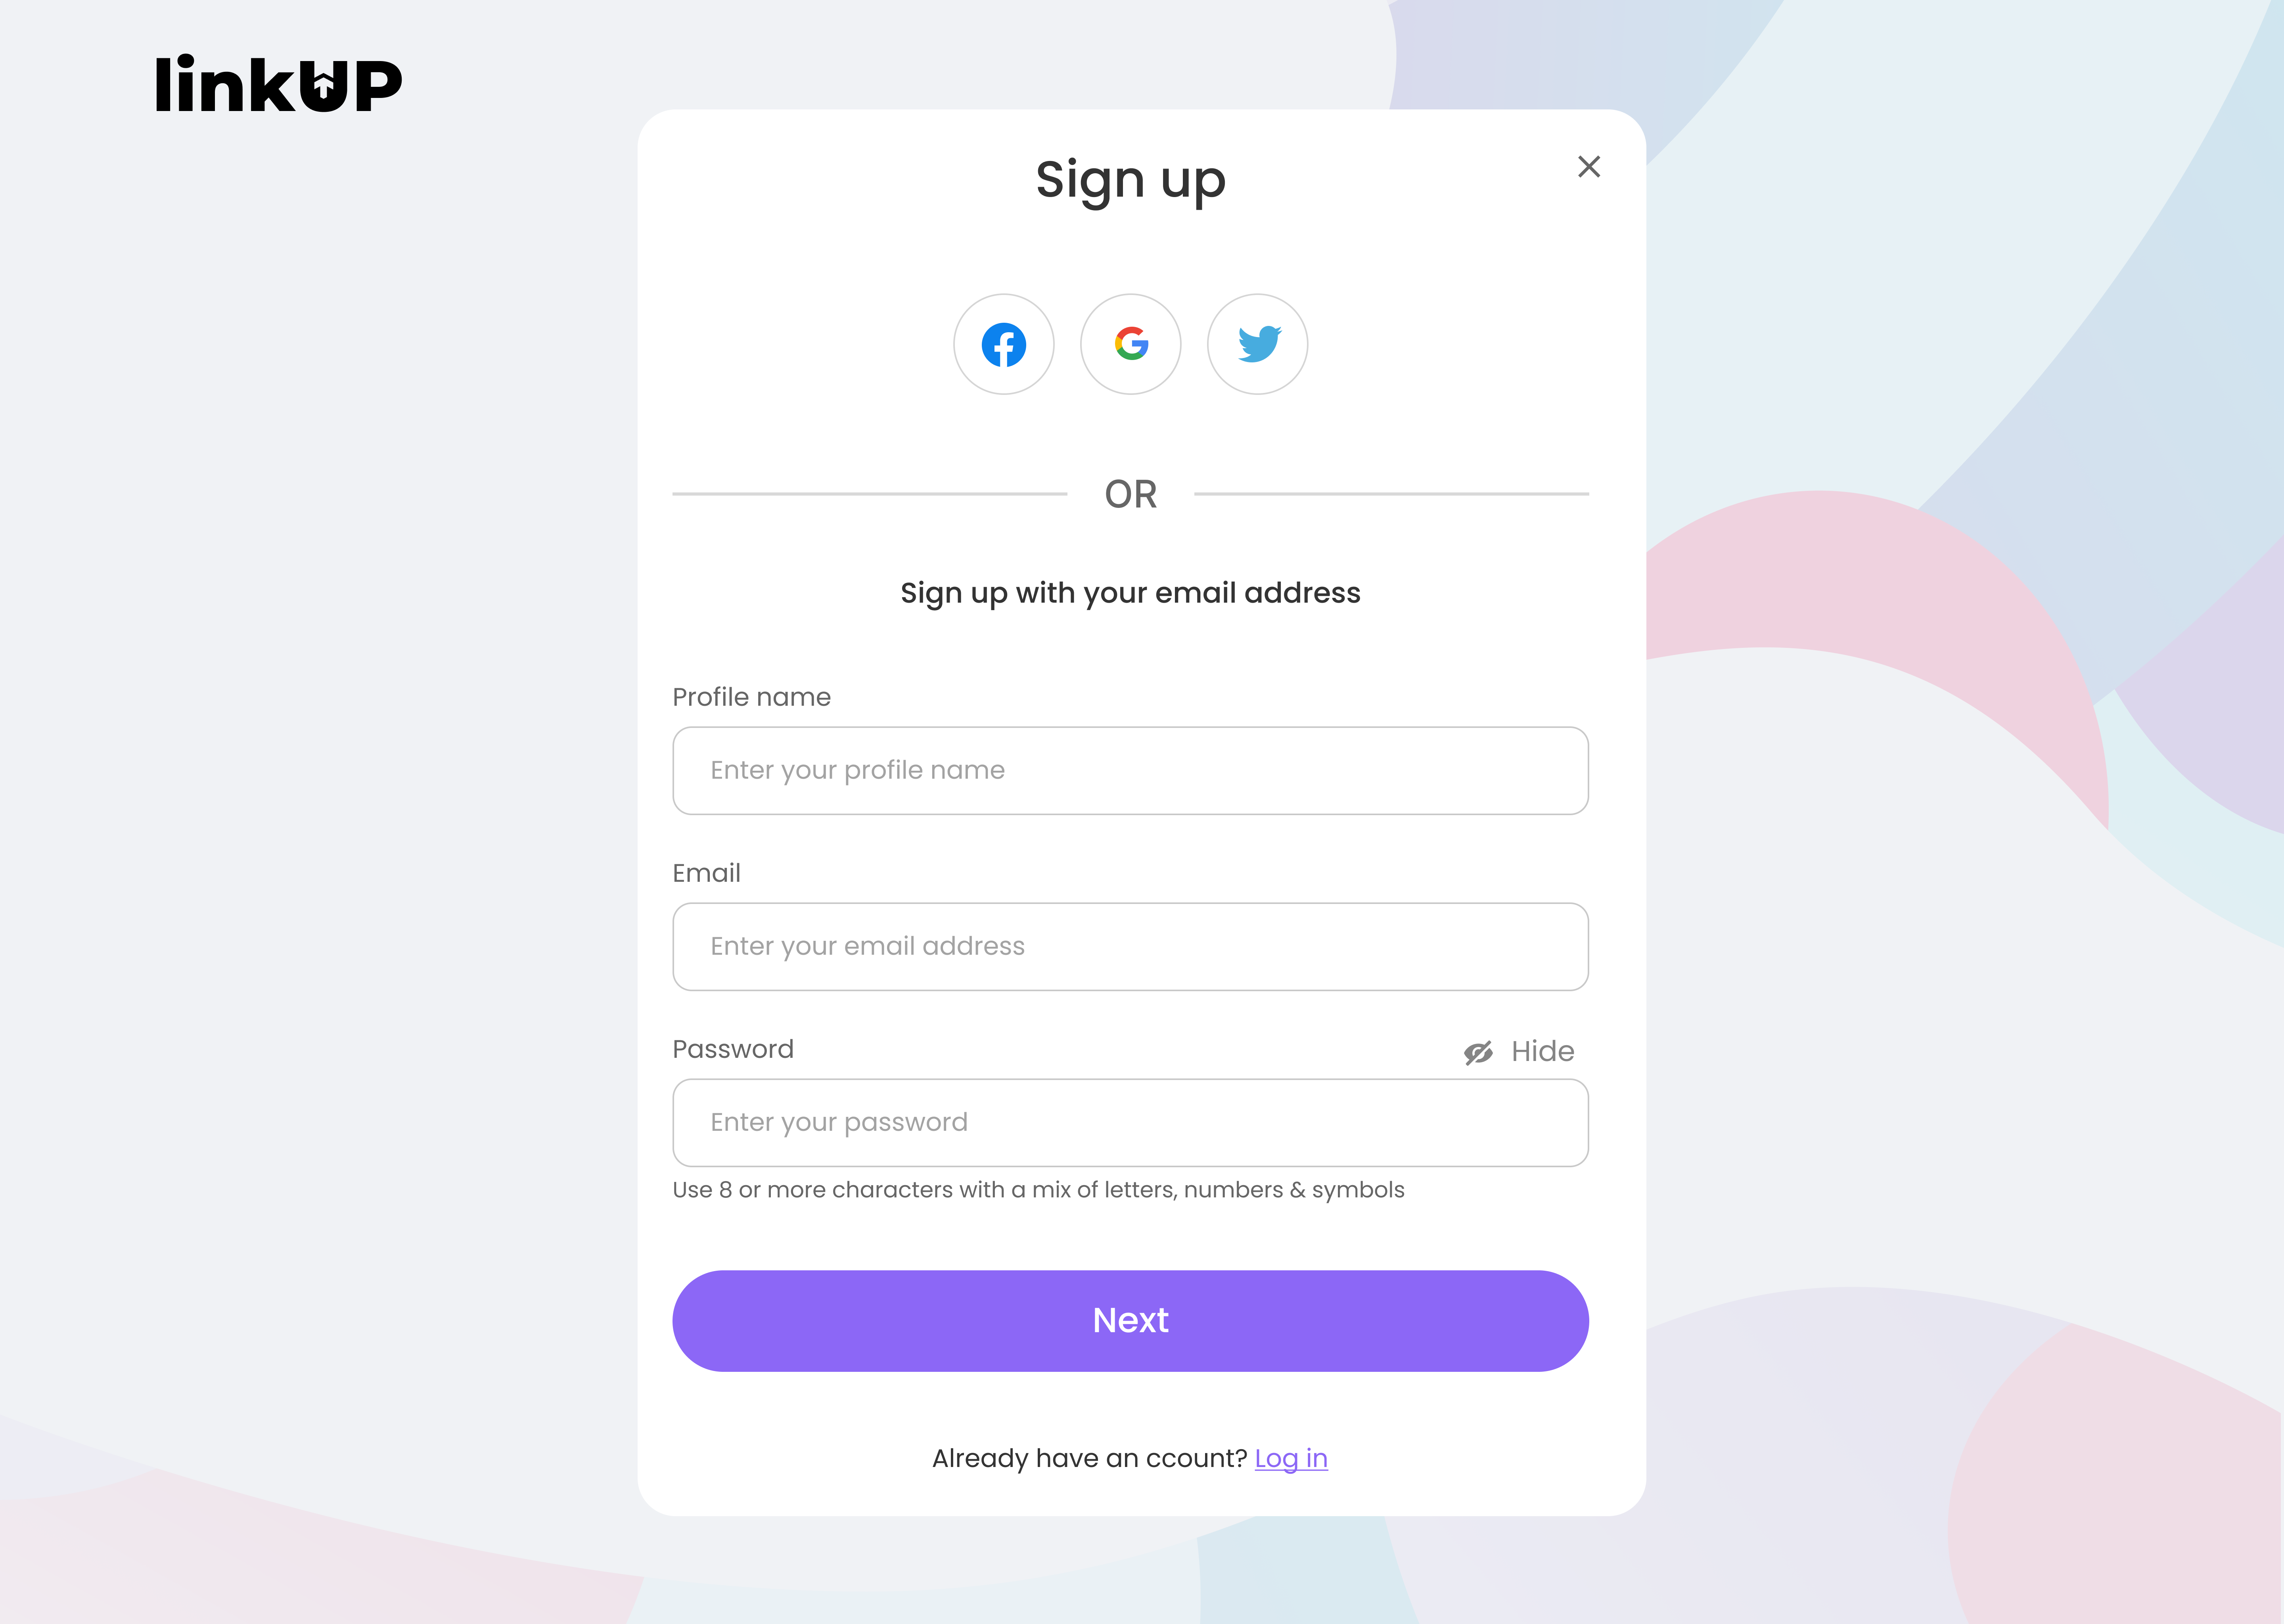 linkUP
Sign up
OR
Sign up with your email address
Profile name
Enter your profile name
Email
Enter your email address
Password
Hide
Enter your password
Use 8 or more characters with a mix of letters, numbers & symbols
Next
Already have an ccount? Log in